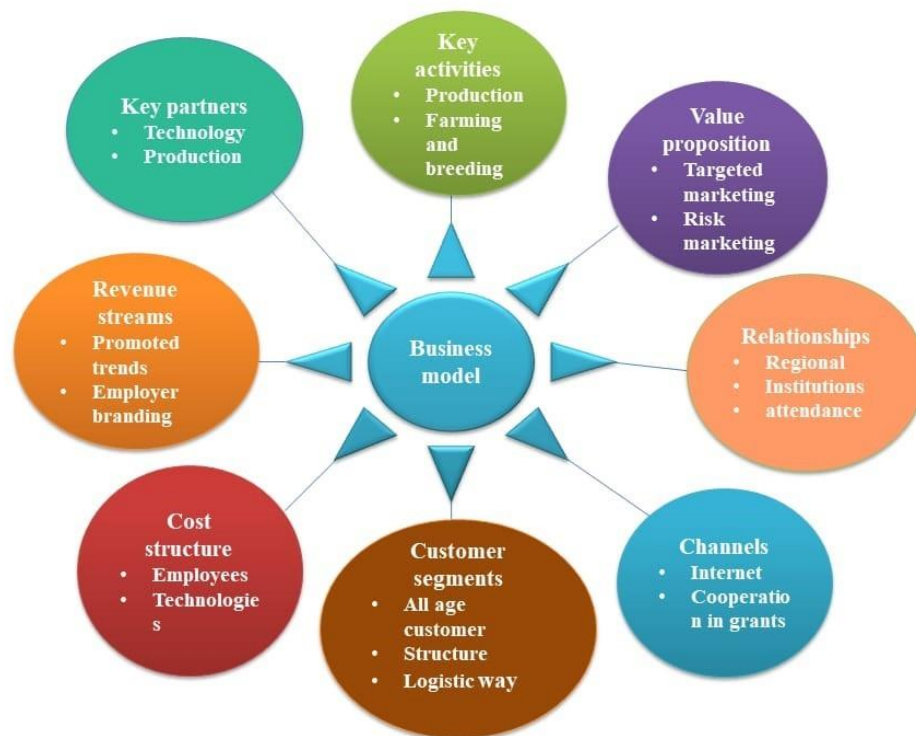 Key
activities
• Production
• Farming
and
breeding
Key partners
• Technology
• Production
Value
proposition
• Targeted
marketing
• Risk
marketing
Revenue
streams
• Promoted
trends
• Employer
branding
Business
model
Relationships
• Regional
• Institutions
• attendance
Cost
structure
• Employees
• Technologie
s
Customer
segments
• All age
customer
• Structure
• Logistic way
Channels
• Internet
• Cooperatio
n in grants